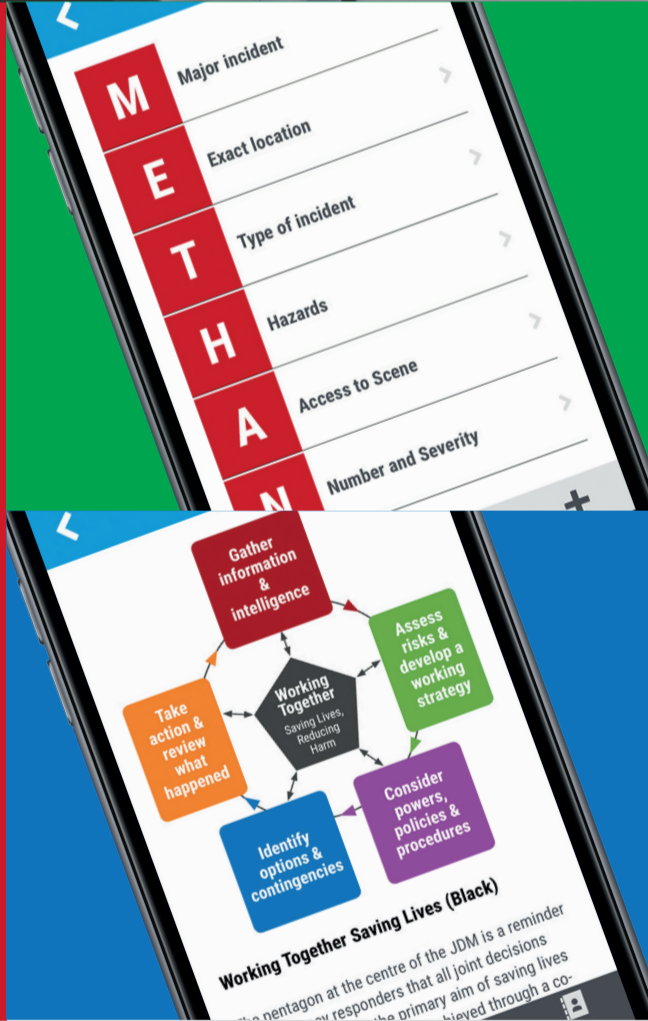 M
Major incident
E
Exact location
T
Type of incident
H
Hazards
A
Access to Scene
N
Number and Severity
Gather
information
&
intelligence
Assess
risks &
develop a
working
strategy
Working
Together
Saving Lives,
Reducing
Harm
Take
action &
review
what
happened
Consider
powers,
policies &
procedures
Identify
options &
contingencies
Working Together Saving Lives (Black)
pentagon at the centre of the JDM is a reminder
responders that all joint decisions
the primary aim of saving lives
through a co-